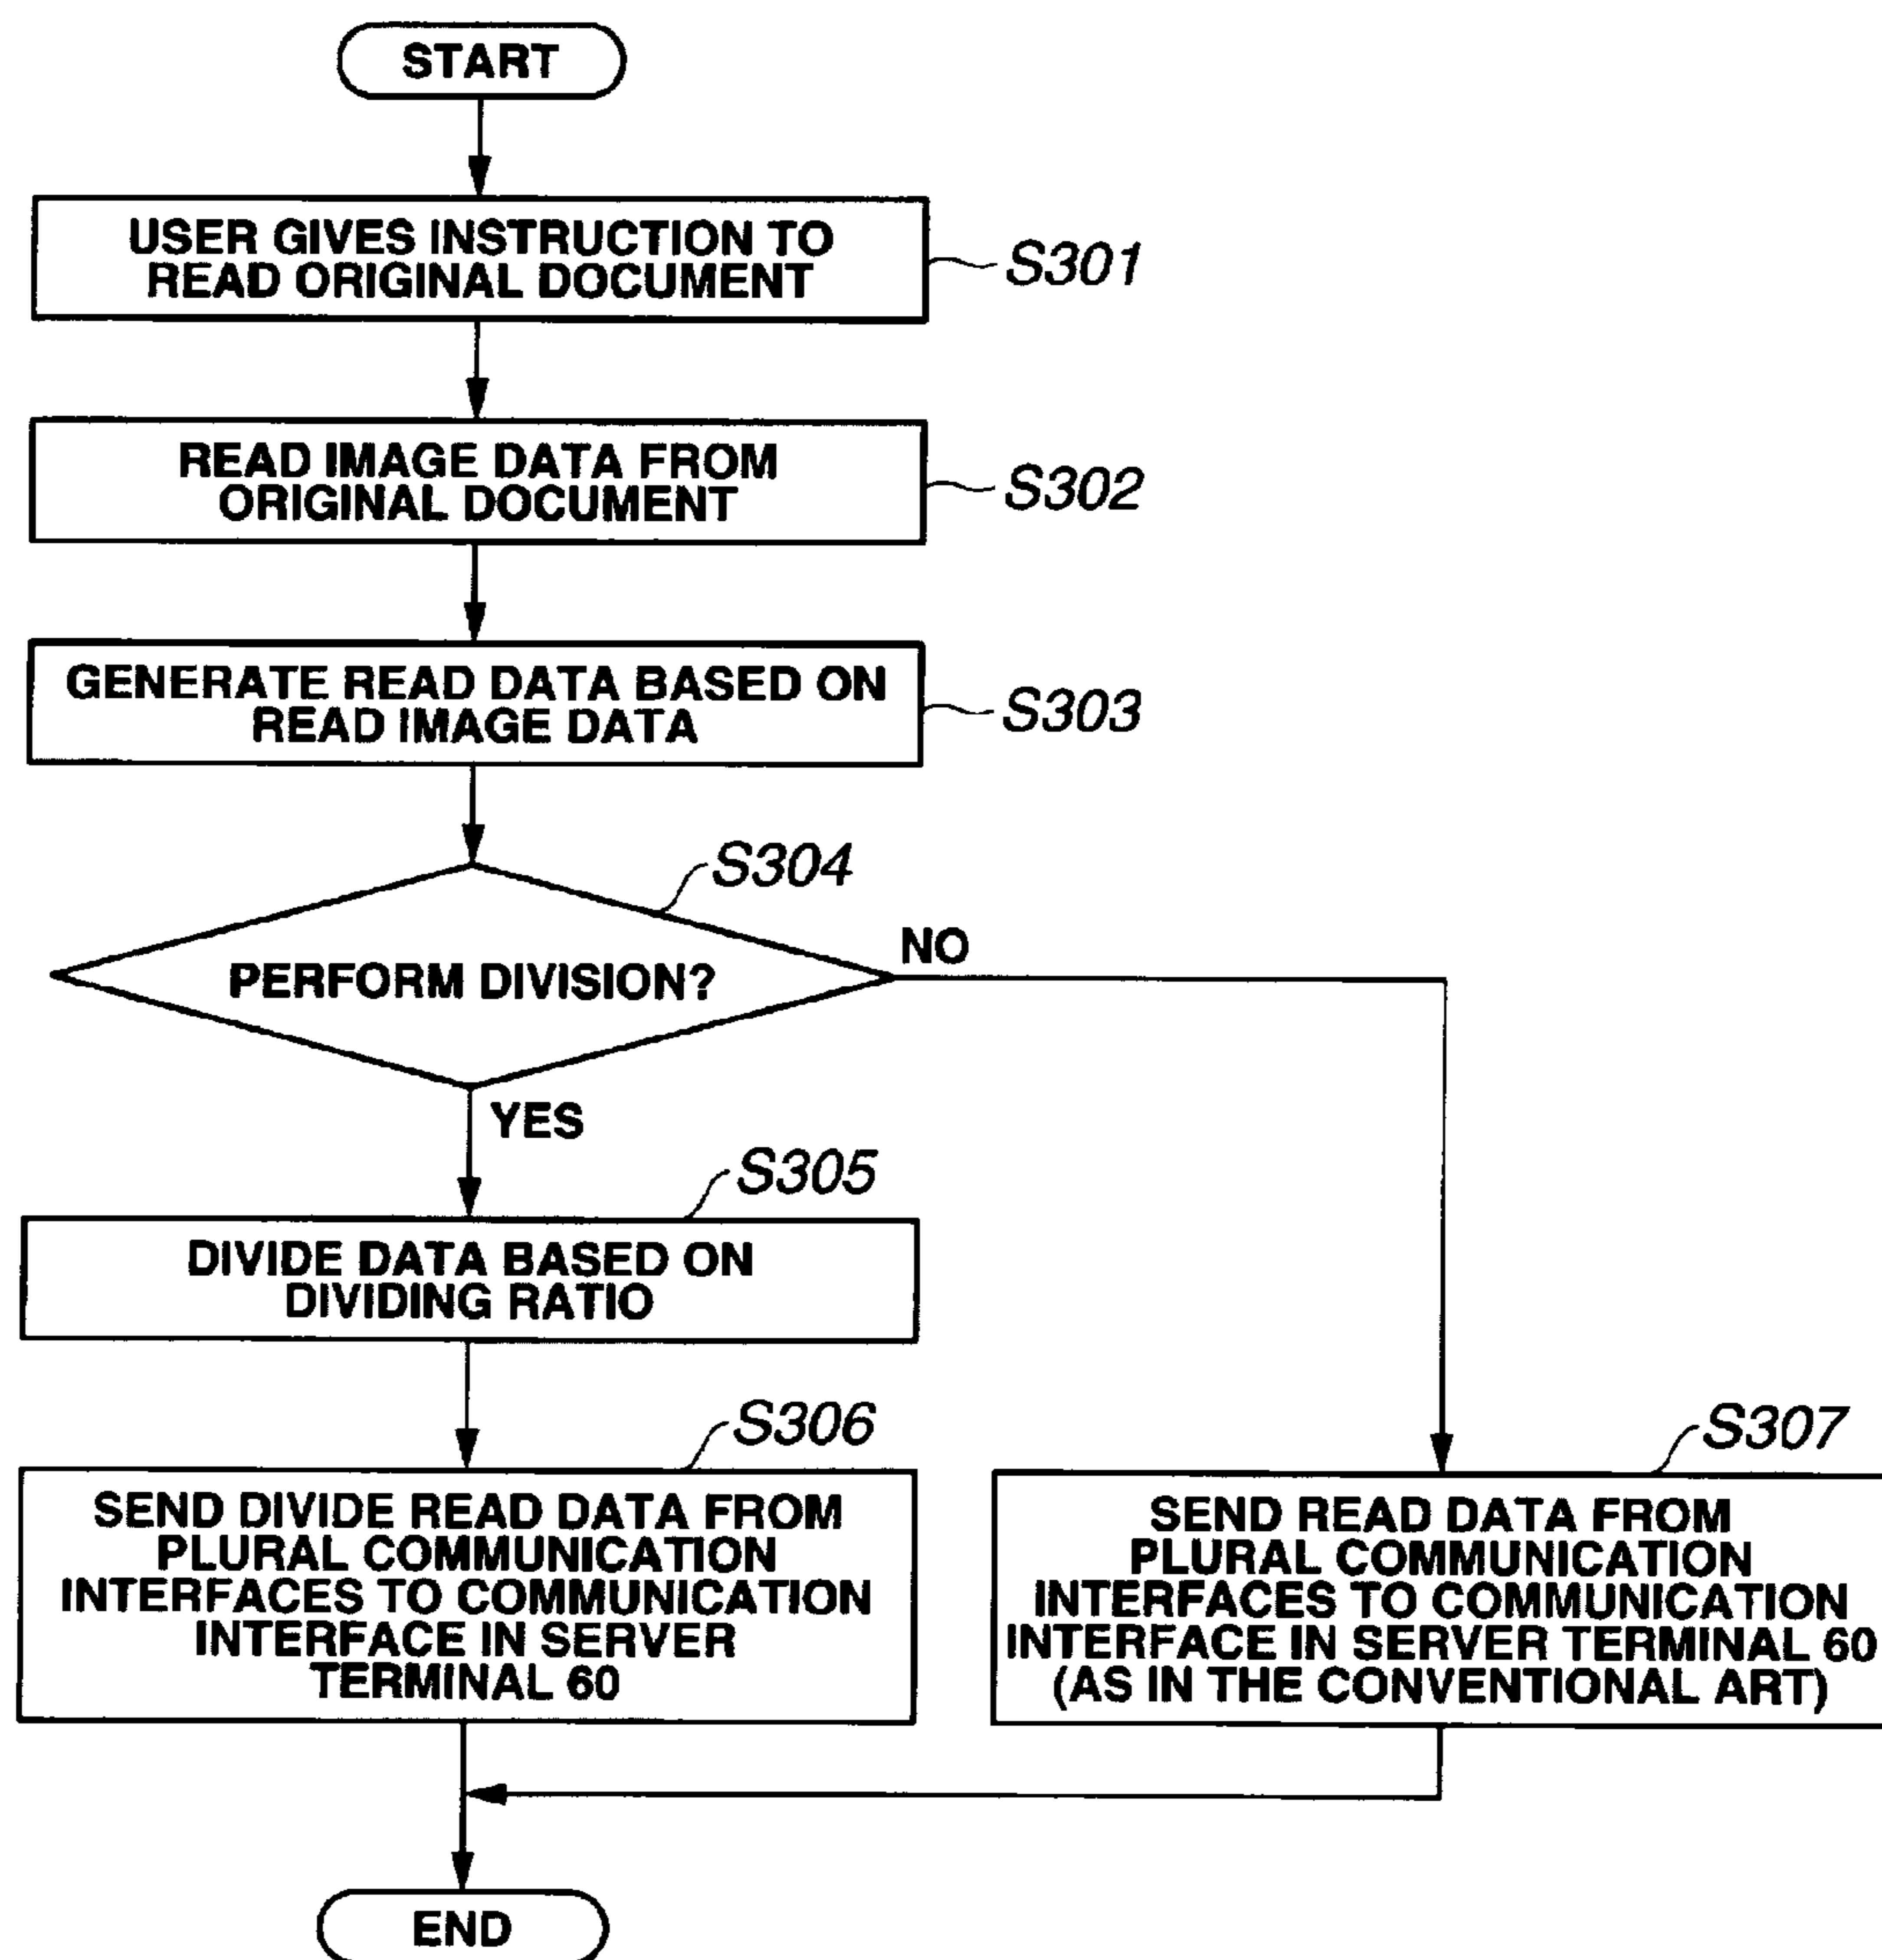 START
USER GIVES INSTRUCTION TO
READ ORIGINAL DOCUMENT
S301
READ IMAGE DATA FROM
ORIGINAL DOCUMENT
S302
GENERATE READ DATA BASED ON
READ IMAGE DATA
S303
S304
PERFORM DIVISION?
NO
YES
S305
DIVIDE DATA BASED ON
DIVIDING RATIO
S306
SEND DIVIDE READ DATA FROM
PLURAL COMMUNICATION
INTERFACES TO COMMUNICATION
INTERFACE IN SERVER
TERMINAL 60
S307
SEND READ DATA FROM
PLURAL COMMUNICATION
INTERFACES TO COMMUNICATION
INTERFACE IN SERVER TERMINAL 60
(AS IN THE CONVENTIONAL ART)
END